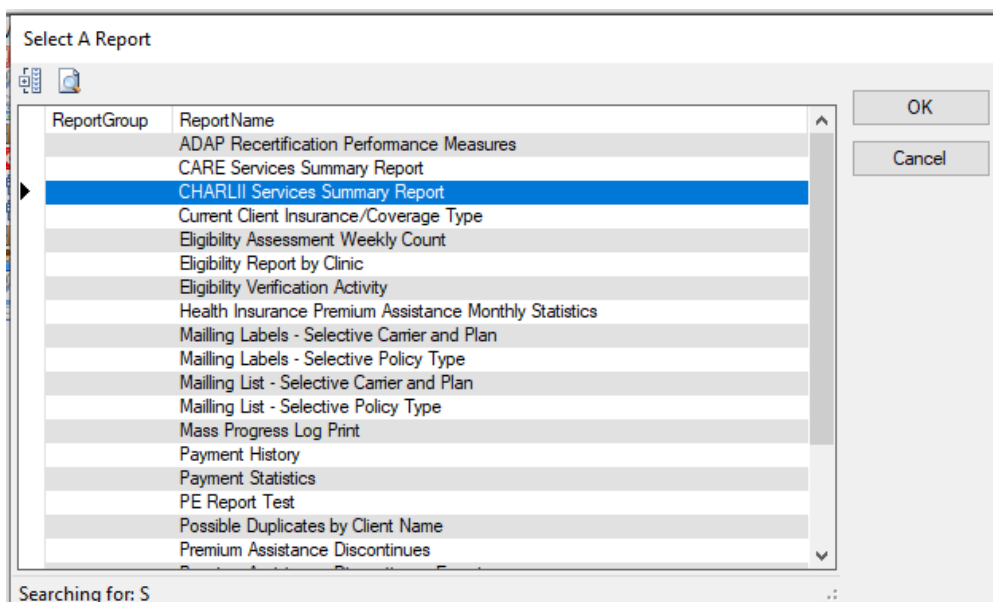 Select A Report
OK
Cancel
ReportGroup ReportName
ADAP Recertification Performance Measures
CARE Services Summary Report
CHARLII Services Summary Report
Current Client Insurance/Coverage Type
Eligibility Assessment Weekly Count
Eligibility Report by Clinic
Eligibility Verification Activity
Health Insurance Premium Assistance Monthly Statistics
Mailing Labels - Selective Carrier and Plan
Mailing Labels - Selective Policy Type
Mailing List - Selective Carrier and Plan
Mailing List - Selective Policy Type
Mass Progress Log Print
Payment History
Payment Statistics
PE Report Test
Possible Duplicates by Client Name
Premium Assistance Discontinues
Searching for: S